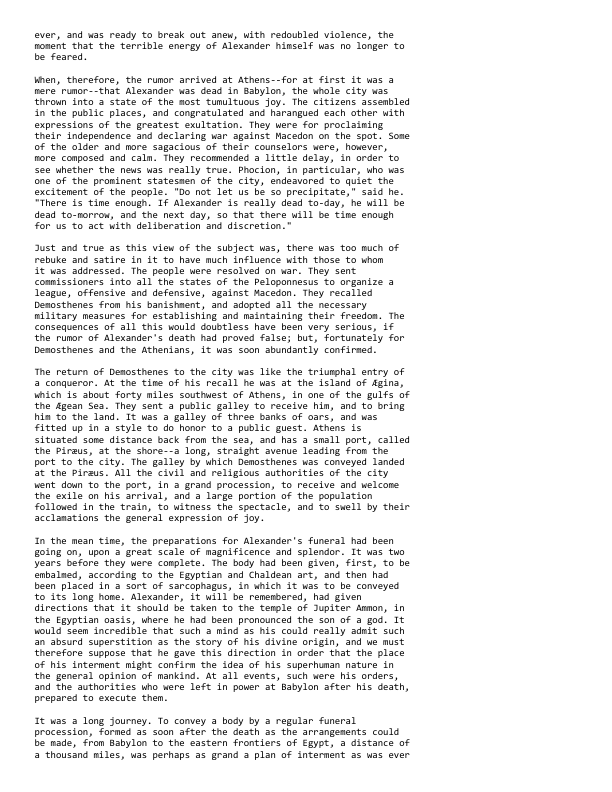 ever, and was ready to break out anew, with redoubled violence, the
moment that the terrible energy of Alexander himself was no longer to
be feared.
When, therefore, the rumor arrived at Athens--for at first it was a
mere rumor--that Alexander was dead in Babylon, the whole city was
thrown into a state of the most tumultuous joy. The citizens assembled
in the public places, and congratulated and harangued each other with
expressions of the greatest exultation. They were for proclaiming
their independence and declaring war against Macedon on the spot. Some
of the older and more sagacious of their counselors were, however,
more composed and calm. They recommended a little delay, in order to
see whether the news was really true. Phocion, in particular, who was
one of the prominent statesmen of the city, endeavored to quiet the
excitement of the people. "Do not let us be so precipitate," said he.
"There is time enough. If Alexander is really dead to-day, he will be
dead to-morrow, and the next day, so that there will be time enough
for us to act with deliberation and discretion."
Just and true as this view of the subject was, there was too much of
rebuke and satire in it to have much influence with those to whom
it was addressed. The people were resolved on war. They sent
commissioners into all the states of the Peloponnesus to organize a
league, offensive and defensive, against Macedon. They recalled
Demosthenes from his banishment, and adopted all the necessary
military measures for establishing and maintaining their freedom. The
consequences of all this would doubtless have been very serious, if
the rumor of Alexander's death had proved false; but, fortunately for
Demosthenes and the Athenians, it was soon abundantly confirmed.
The return of Demosthenes to the city was like the triumphal entry of
a conqueror. At the time of his recall he was at the island of Ægina,
which is about forty miles southwest of Athens, in one of the gulfs of
the Ægean Sea. They sent a public galley to receive him, and to bring
him to the land. It was a galley of three banks of oars, and was
fitted up in a style to do honor to a public guest. Athens is
situated some distance back from the sea, and has a small port, called
the Piræus, at the shore--a long, straight avenue leading from the
port to the city. The galley by which Demosthenes was conveyed landed
at the Piræus. All the civil and religious authorities of the city
went down to the port, in a grand procession, to receive and welcome
the exile on his arrival, and a large portion of the population
followed in the train, to witness the spectacle, and to swell by their
acclamations the general expression of joy.
In the mean time, the preparations for Alexander's funeral had been
going on, upon a great scale of magnificence and splendor. It was two
years before they were complete. The body had been given, first, to be
embalmed, according to the Egyptian and Chaldean art, and then had
been placed in a sort of sarcophagus, in which it was to be conveyed
to its long home. Alexander, it will be remembered, had given
directions that it should be taken to the temple of Jupiter Ammon, in
the Egyptian oasis, where he had been pronounced the son of a god. It
would seem incredible that such a mind as his could really admit such
an absurd superstition as the story of his divine origin, and we must
therefore suppose that he gave this direction in order that the place
of his interment might confirm the idea of his superhuman nature in
the general opinion of mankind. At all events, such were his orders,
and the authorities who were left in power at Babylon after his death,
prepared to execute them.
It was a long journey. To convey a body by a regular funeral
procession, formed as soon after the death as the arrangements could
be made, from Babylon to the eastern frontiers of Egypt, a distance of
a thousand miles, was perhaps as grand a plan of interment as was ever